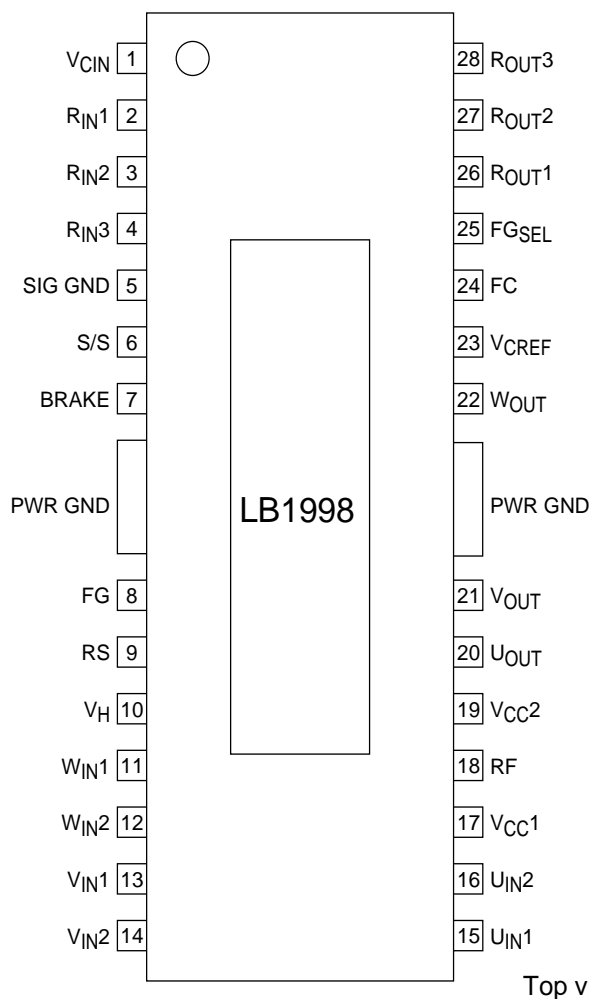 VCIN 1 28 ROUT3
RIN1 2 27 ROUT2
RIN2 3 26 ROUT1
RIN3 4 25 FGSEL
SIG GND 5 24 FC
S/S 6 23 VCREF
BRAKE 7 22 WOUT
PWR GND LB1998 PWR GND
FG 8 21 VOUT
RS 9 20 UOUT
VH 10 19 VCC2
WIN1 11 18 RF
WIN2 12 17 VCC1
VIN1 13 16 UIN2
VIN2 14 15 UIN1
Top v